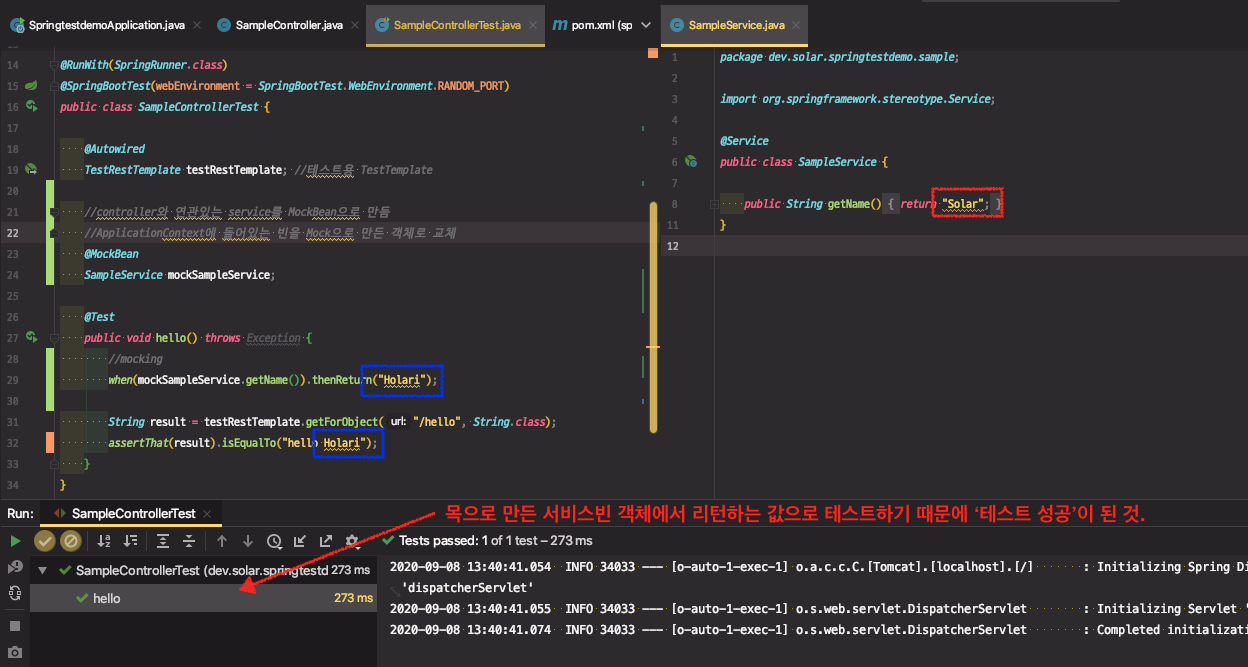 SpringtestdemoApplication.java
SampleController.java
SampleControllerTest.java
pom.xml (sp
SampleService.java
14 @RunWith(SpringRunner.class)
15 @SpringBootTest(webEnvironment = SpringBootTest.WebEnvironment.RANDOM_PORT)
16 public class SampleControllerTest {
17
18 @Autowired
19 TestRestTemplate testRestTemplate; //테스트용 TestTemplate
20
21 //controller와 연관있는 service를 MockBean으로 만듬
22 //ApplicationContext에 들어있는 빈을 Mock으로 만든 객체로 교체
23 @MockBean
24 SampleService mockSampleService;
25
26 @Test
27 public void hello() throws Exception {
28 //mocking
29 when(mockSampleService.getName()).thenReturn("Holari");
30
31 String result = testRestTemplate.getForObject( url: "/hello", String.class);
32 assertThat(result).isEqualTo("hello Holari");
33 }
34 }
1 package dev.solar.springtestdemo.sample;
2
3 import org.springframework.stereotype.Service;
4
5 @Service
6 public class SampleService {
7
8 public String getName() { return "Solar"; }
11 }
12
Run: SampleControllerTest
목으로 만든 서비스빈 객체에서 리턴하는 값으로 테스트하기 때문에 ‘테스트 성공’이 된 것.
Tests passed: 1 of 1 test – 273 ms
SampleControllerTest (dev.solar.springtestd 273 ms
hello 273 ms
2020-09-08 13:40:41.054 INFO 34033 --- [o-auto-1-exec-1] o.a.c.c.C.[Tomcat].[localhost].[/] : Initializing Spring D
'dispatcherServlet'
2020-09-08 13:40:41.055 INFO 34033 --- [o-auto-1-exec-1] o.s.web.servlet.DispatcherServlet : Initializing Servlet '
2020-09-08 13:40:41.074 INFO 34033 --- [o-auto-1-exec-1] o.s.web.servlet.DispatcherServlet : Completed initializati